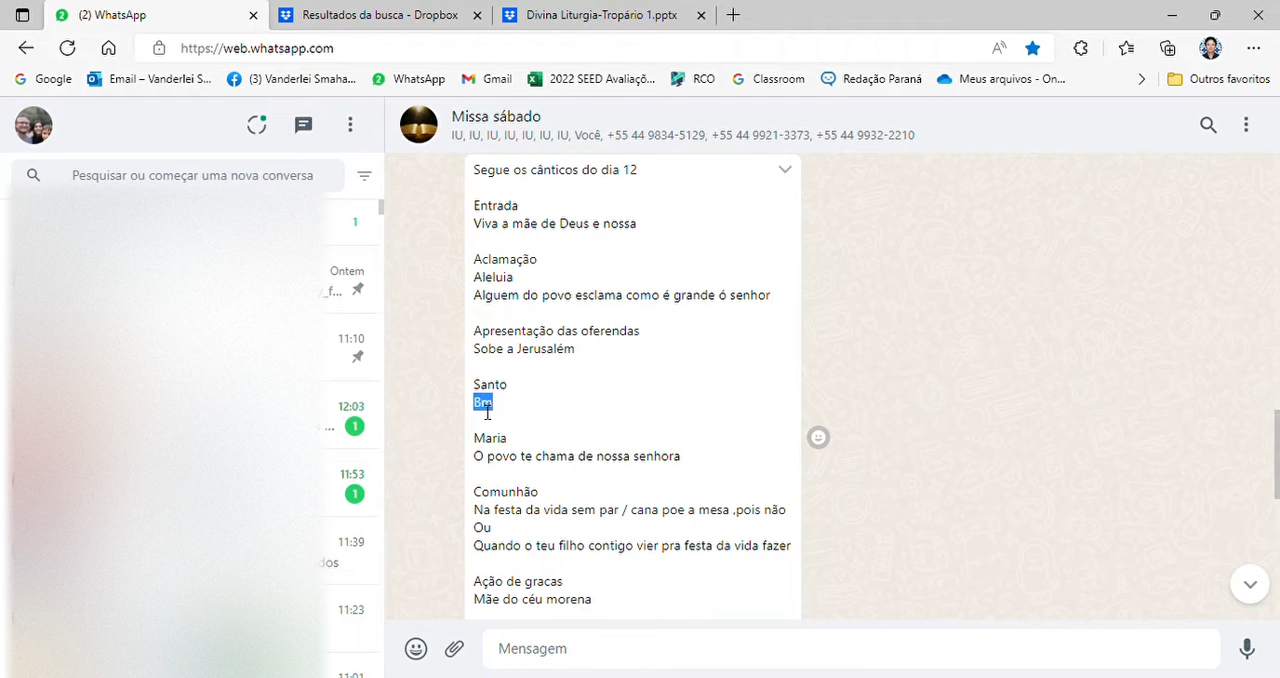 (2) WhatsApp
Resultados da busca - Dropbox
Divina Liturgia-Tropário 1.pptx
https://web.whatsapp.com
Google
Email – Vanderlei S...
(3) Vanderlei Smaha...
WhatsApp
Gmail
2022 SEED Avaliaçõ...
RCO
Classroom
Redação Paraná
Meus arquivos - On...
Outros favoritos
Missa sábado
IU, IU, IU, IU, IU, IU, IU, Você, +55 44 9834-5129, +55 44 9921-3373, +55 44 9932-2210
Pesquisar ou começar uma nova conversa
1
Ontem
_f...
11:10
12:03
...
1
11:53
1
11:39
dos
11:23
11:01
Segue os cânticos do dia 12
Entrada
Viva a mãe de Deus e nossa
Aclamação
Aleluia
Alguem do povo esclama como é grande ó senhor
Apresentação das oferendas
Sobe a Jerusalém
Santo
Bm
Maria
O povo te chama de nossa senhora
Comunhão
Na festa da vida sem par / cana poe a mesa ,pois não
Ou
Quando o teu filho contigo vier pra festa da vida fazer
Ação de gracas
Mãe do céu morena
Mensagem